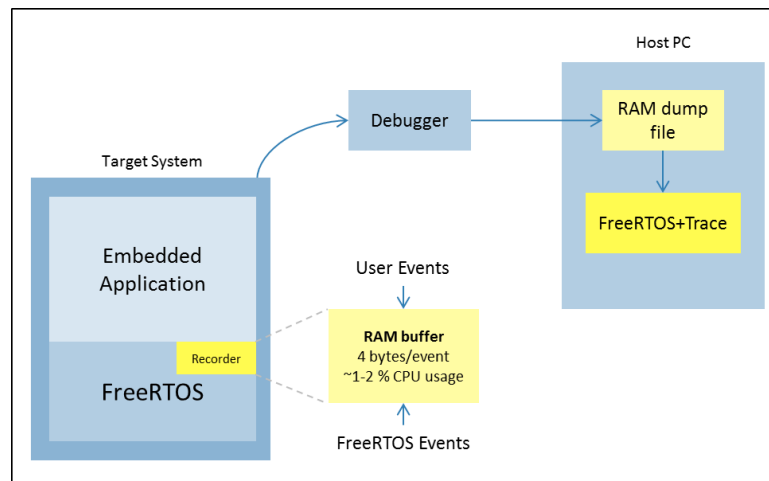 Host PC
RAM dump
file
Debugger
Target System
FreeRTOS+Trace
Embedded
Application
User Events
RAM buffer
4 bytes/event
~1-2 % CPU usage
Recorder
FreeRTOS
FreeRTOS Events